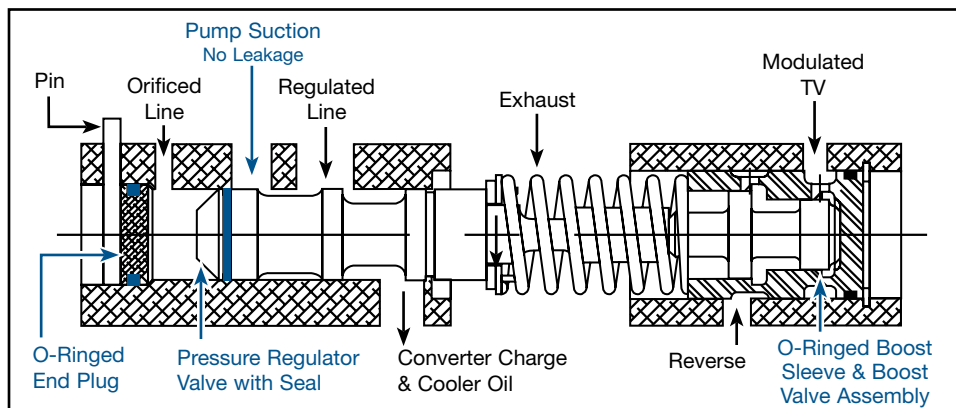 Pump Suction
No Leakage
Pin
Orificed
Line
Regulated
Line
Exhaust
Modulated
TV
O-Ringed
End Plug
Pressure Regulator
Valve with Seal
Converter Charge
& Cooler Oil
Reverse
O-Ringed Boost
Sleeve & Boost
Valve Assembly